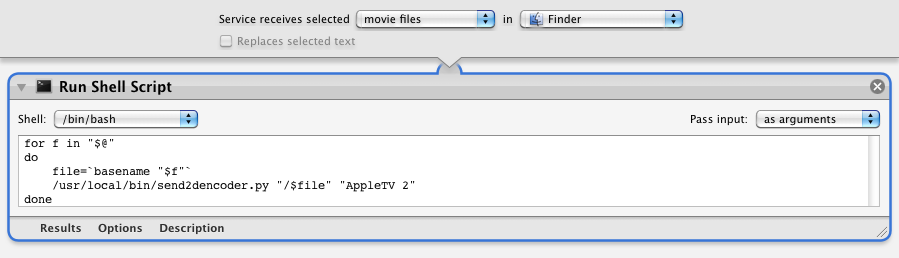 Service receives selected movie files in Finder
Replaces selected text
Run Shell Script
Shell: /bin/bash Pass input: as arguments
for f in "$@"
do
    file=`basename "$f"`
    /usr/local/bin/send2dencoder.py "/$file" "AppleTV 2"
done
Results Options Description